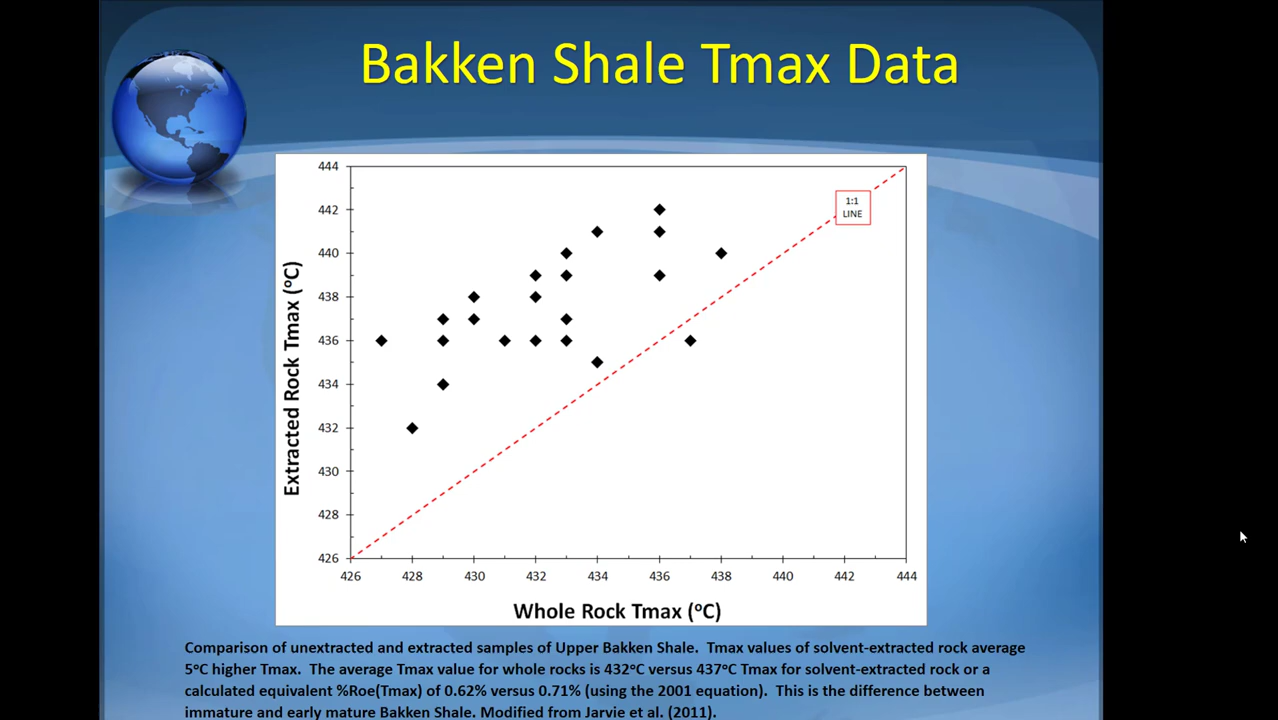 Bakken Shale Tmax Data
444
442
440
438
436
434
432
430
428
426
Extracted Rock Tmax (ºC)
1:1
LINE
426 428 430 432 434 436 438 440 442 444
Whole Rock Tmax (ºC)
Comparison of unextracted and extracted samples of Upper Bakken Shale. Tmax values of solvent-extracted rock average
5ºC higher Tmax. The average Tmax value for whole rocks is 432ºC versus 437ºC Tmax for solvent-extracted rock or a
calculated equivalent %Roe(Tmax) of 0.62% versus 0.71% (using the 2001 equation). This is the difference between
immature and early mature Bakken Shale. Modified from Jarvie et al. (2011).